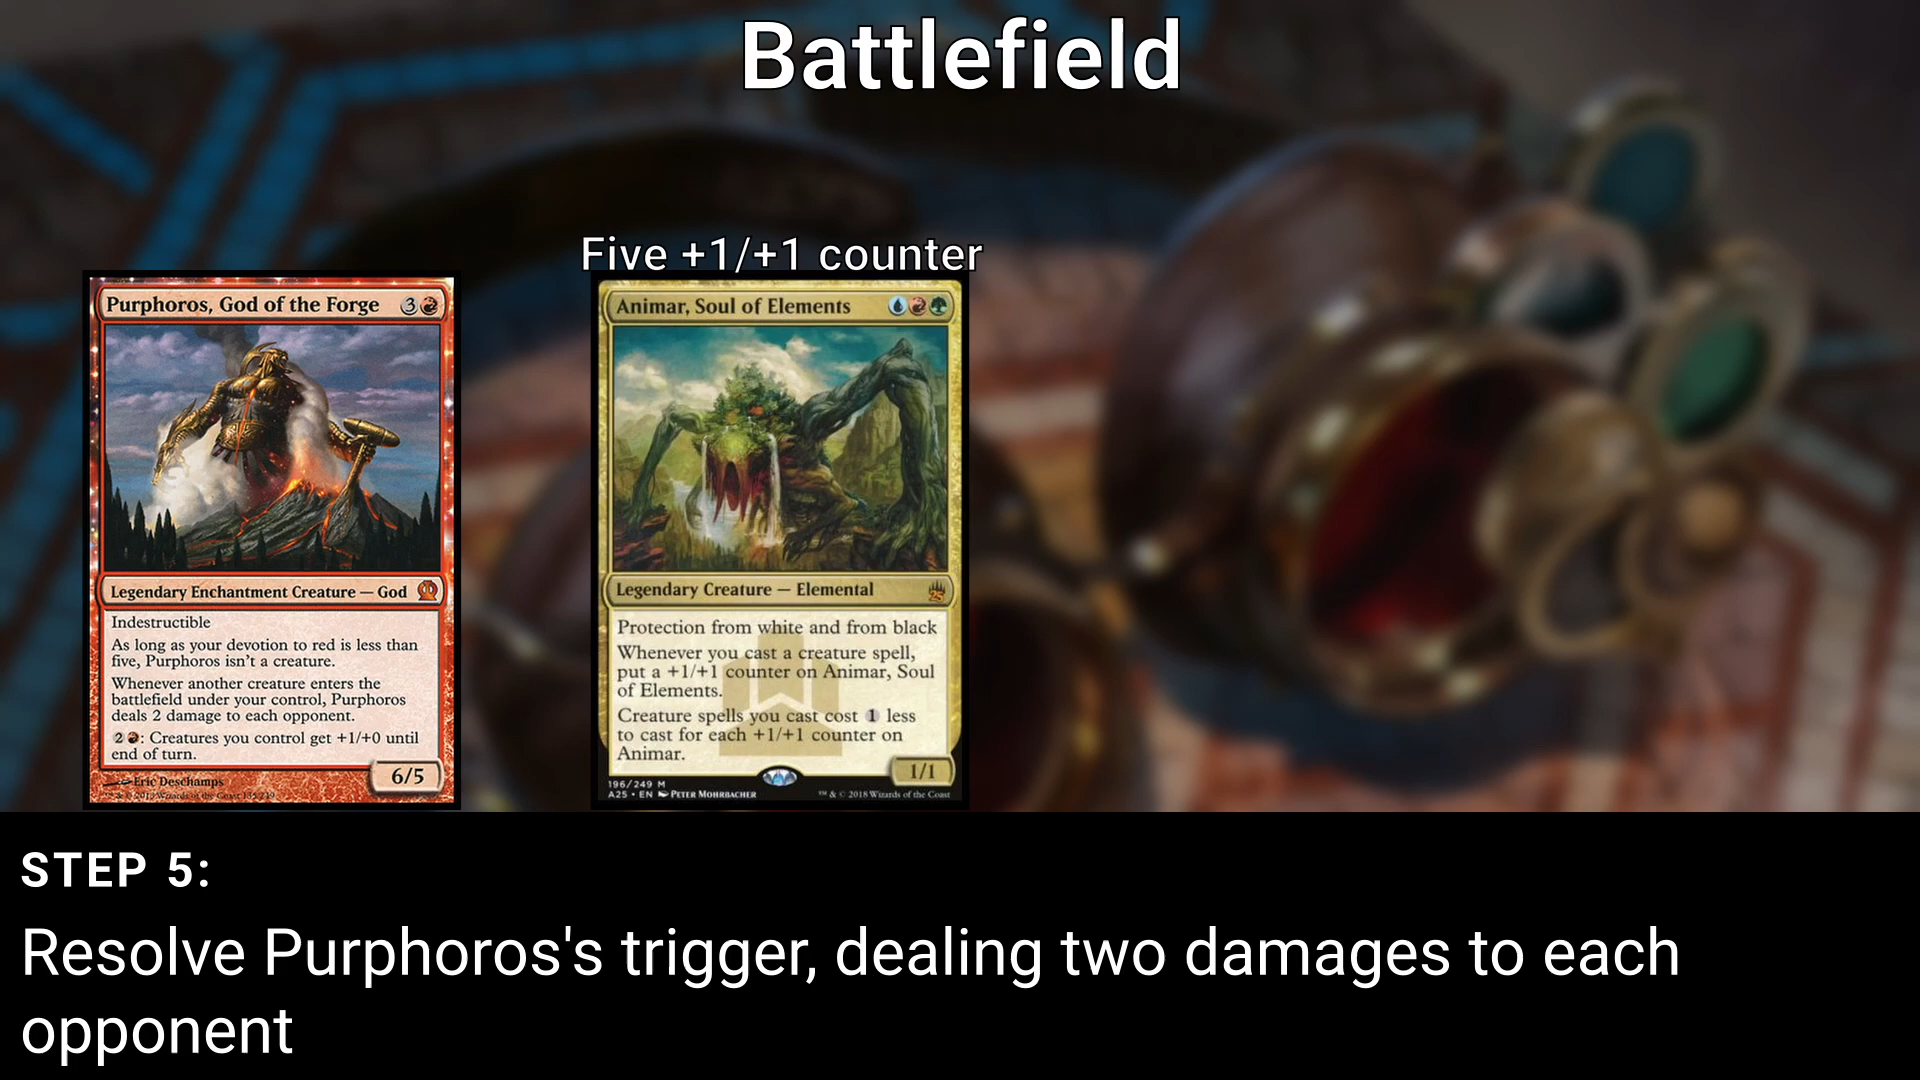 Battlefield
Five +1/+1 counter
Purphoros, God of the Forge 3
Legendary Enchantment Creature — God
Indestructible
As long as your devotion to red is less than
five, Purphoros isn't a creature.
Whenever another creature enters the
battlefield under your control, Purphoros
deals 2 damage to each opponent.
2 : Creatures you control get +1/+0 until
end of turn.
6/5
Eric Deschamps
Animar, Soul of Elements
Legendary Creature — Elemental
Protection from white and from black
Whenever you cast a creature spell,
put a +1/+1 counter on Animar, Soul
of Elements.
Creature spells you cast cost 1 less
to cast for each +1/+1 counter on
Animar.
1/1
196/249 M
A25 • EN Peter Mohrbacher
™ & © 2018 Wizards of the Coast
STEP 5:
Resolve Purphoros's trigger, dealing two damages to each
opponent